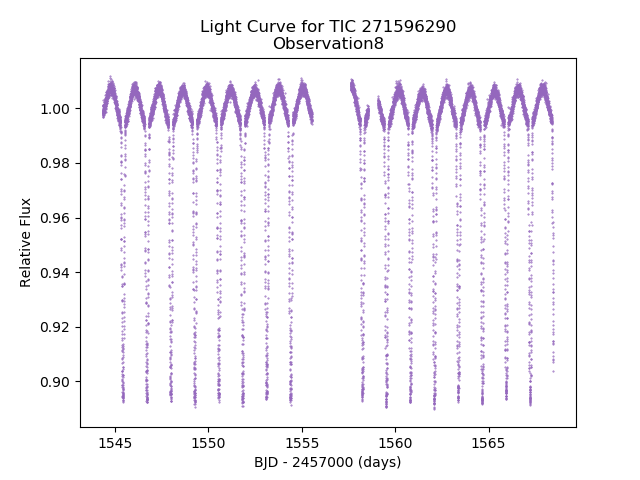 Light Curve for TIC 271596290
Observation8
1.00
0.98
0.96
0.94
0.92
0.90
Relative Flux
1545
1550
1555
1560
1565
BJD - 2457000 (days)